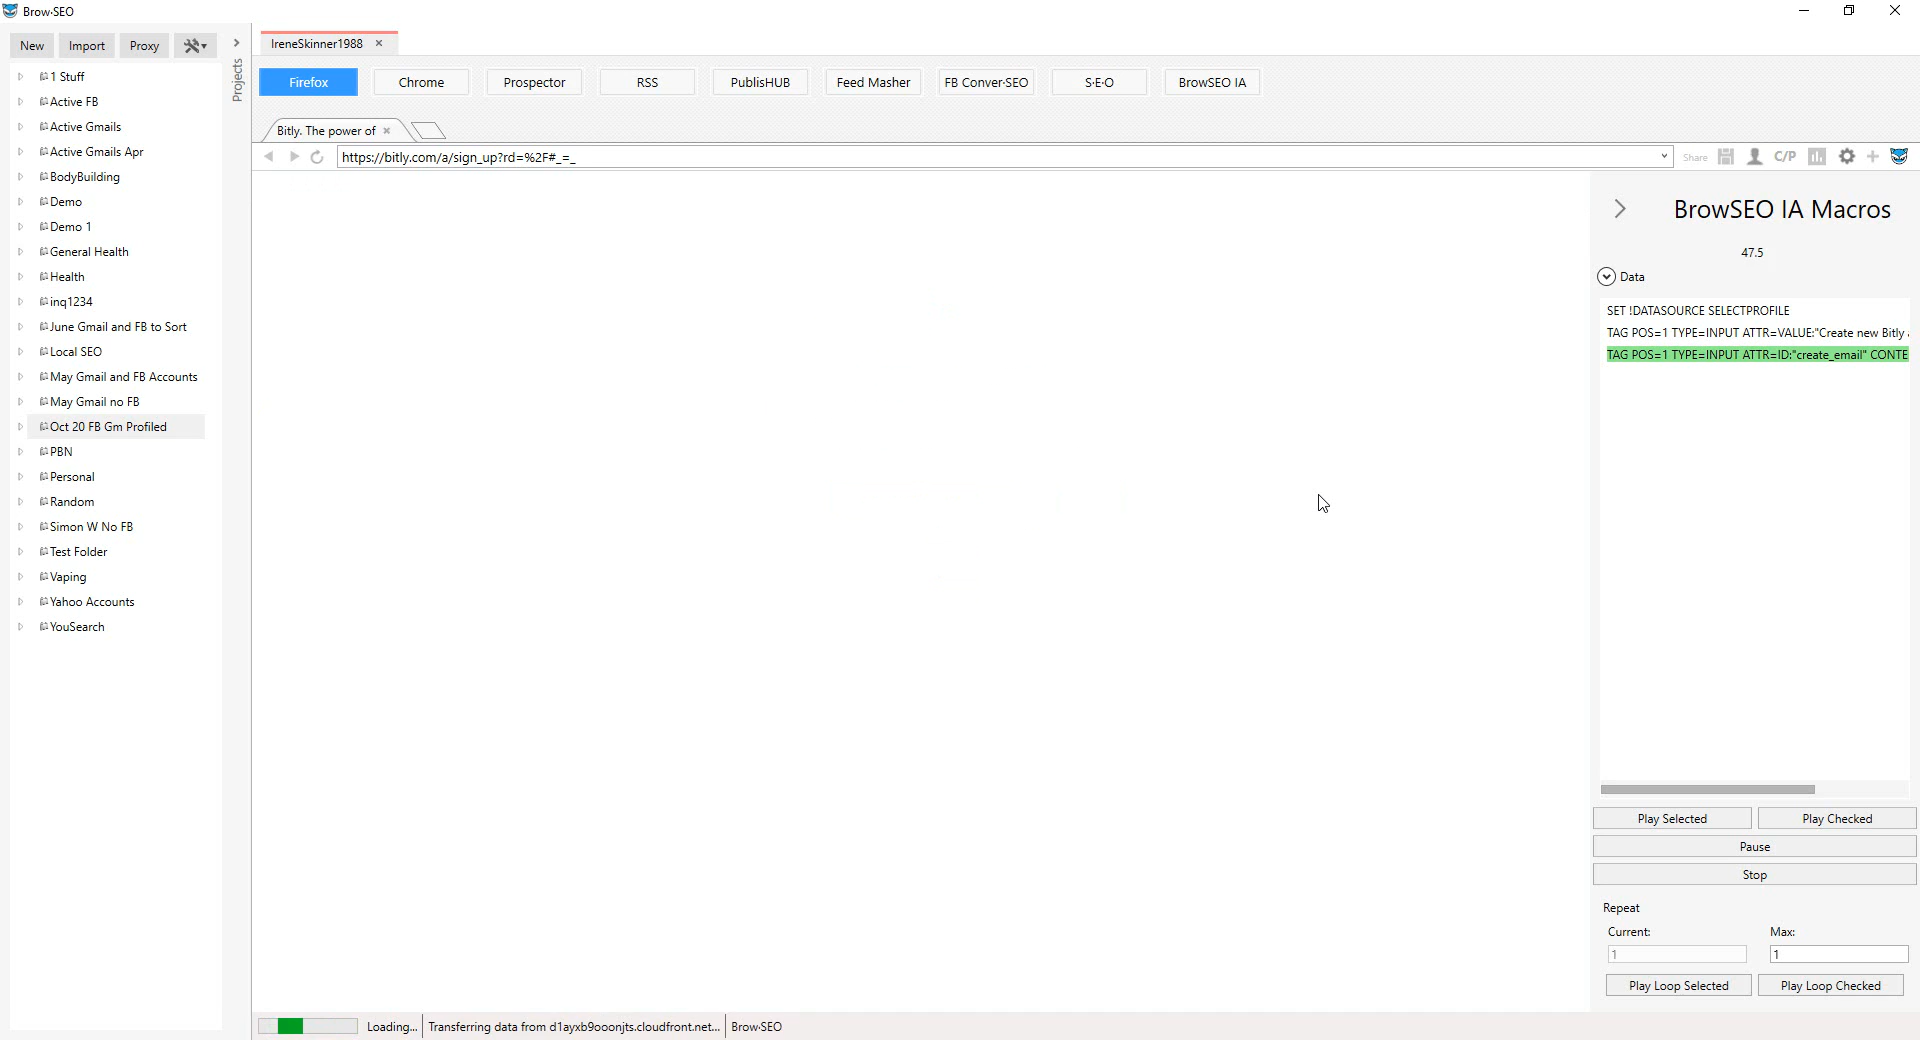 Brow·SEO
New
Import
Proxy
1 Stuff
Active FB
Active Gmails
Active Gmails Apr
BodyBuilding
Demo
Demo 1
General Health
Health
inq1234
June Gmail and FB to Sort
Local SEO
May Gmail and FB Accounts
May Gmail no FB
Oct 20 FB Gm Profiled
PBN
Personal
Random
Simon W No FB
Test Folder
Vaping
Yahoo Accounts
YouSearch
Projects
IreneSkinner1988
Firefox
Chrome
Prospector
RSS
PublisHUB
Feed Masher
FB Conver·SEO
S·E·O
BrowSEO IA
Bitly. The power of
https://bitly.com/a/sign_up?rd=%2F#_=_
Share
C/P
BrowSEO IA Macros
47.5
Data
SET !DATASOURCE SELECTPROFILE
TAG POS=1 TYPE=INPUT ATTR=VALUE:"Create new Bitly
TAG POS=1 TYPE=INPUT ATTR=ID:"create_email" CONTE
Play Selected
Play Checked
Pause
Stop
Repeat
Current:
Max:
1
1
Play Loop Selected
Play Loop Checked
Loading...
Transferring data from d1ayxb9ooonjts.cloudfront.net...
Brow·SEO